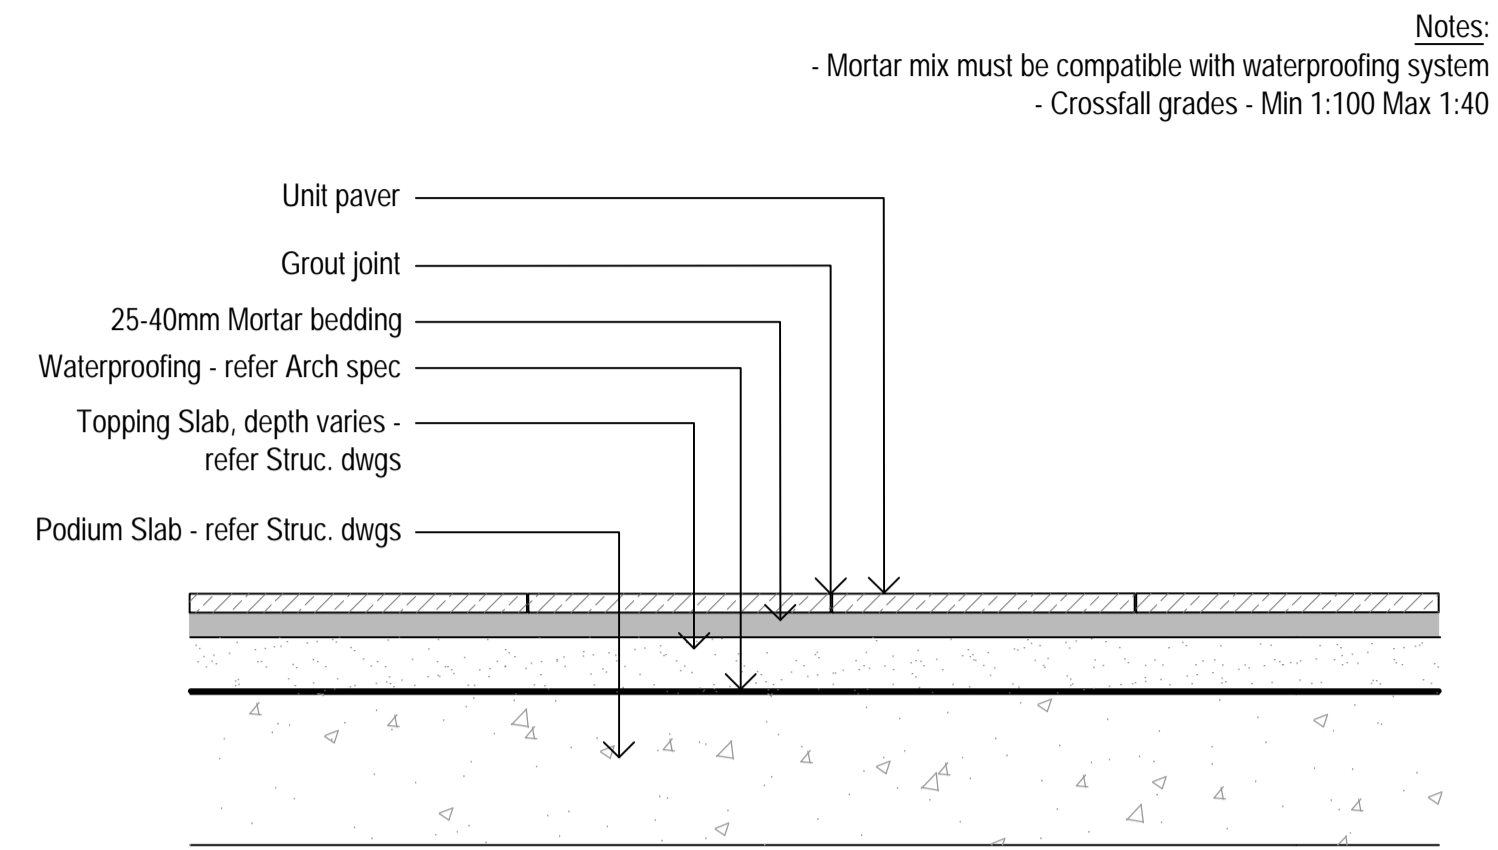 Notes:
- Mortar mix must be compatible with waterproofing system
- Crossfall grades - Min 1:100 Max 1:40
Unit paver
Grout joint
25-40mm Mortar bedding
Waterproofing - refer Arch spec
Topping Slab, depth varies -
refer Struc. dwgs
Podium Slab - refer Struc. dwgs